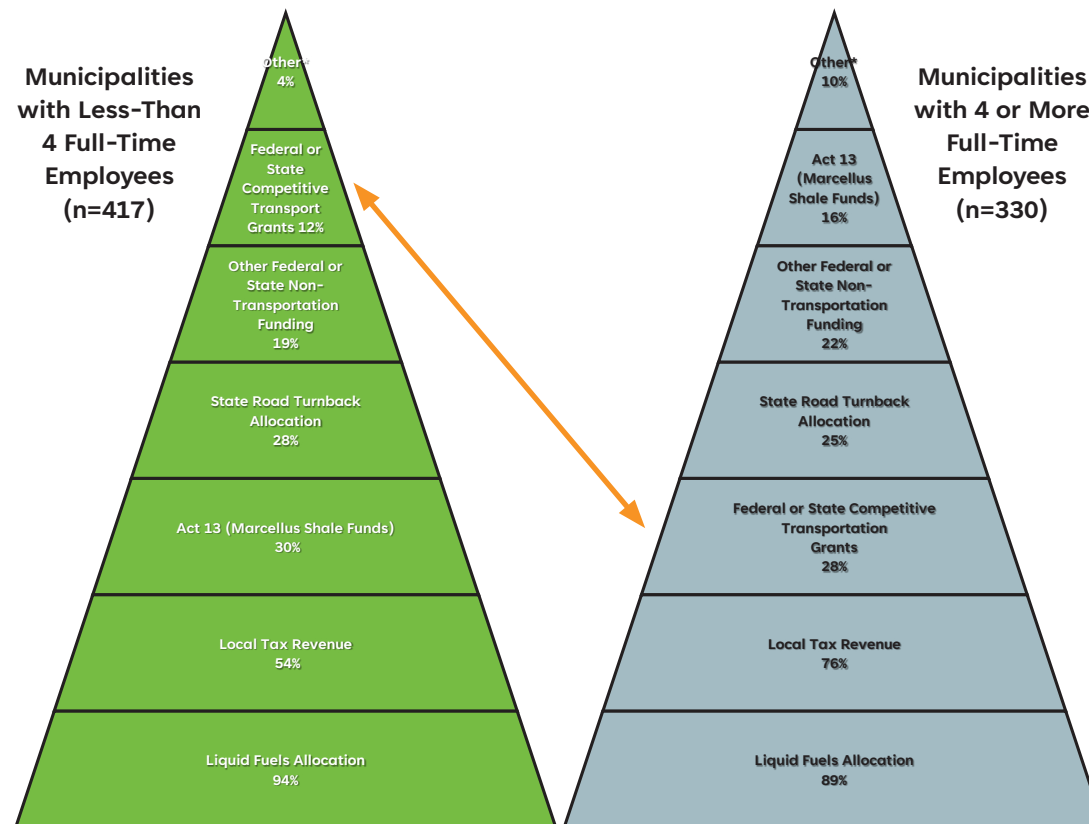 Municipalities
with Less-Than
4 Full-Time
Employees
(n=417)
Other*
4%
Federal or
State
Competitive
Transport
Grants 12%
Other Federal or
State Non-
Transportation
Funding
19%
State Road Turnback
Allocation
28%
Act 13 (Marcellus Shale Funds)
30%
Local Tax Revenue
54%
Liquid Fuels Allocation
94%
Municipalities
with 4 or More
Full-Time
Employees
(n=330)
Other*
10%
Act 13
(Marcellus
Shale Funds)
16%
Other Federal or
State Non-
Transportation
Funding
22%
State Road Turnback
Allocation
25%
Federal or State Competitive
Transportation
Grants
28%
Local Tax Revenue
76%
Liquid Fuels Allocation
89%